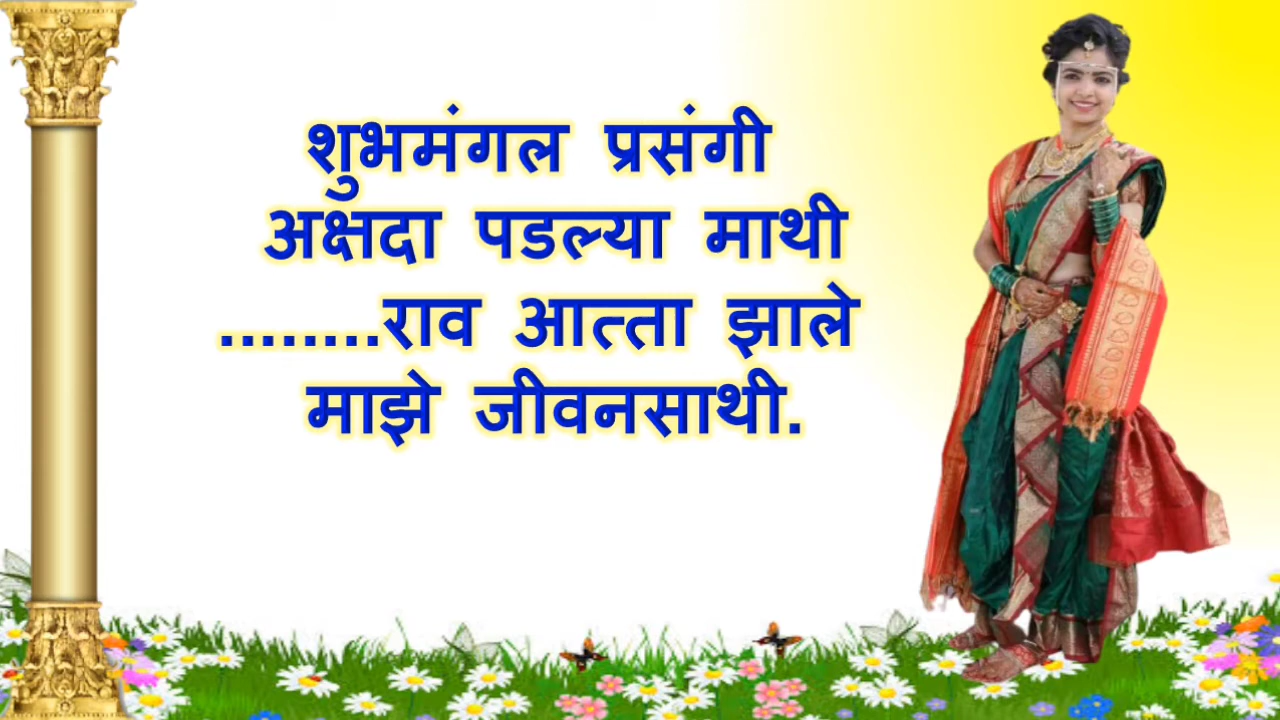 शुभमंगल प्रसंगी
अक्षदा पडल्या माथी
........राव आत्ता झाले
माझे जीवनसाथी.